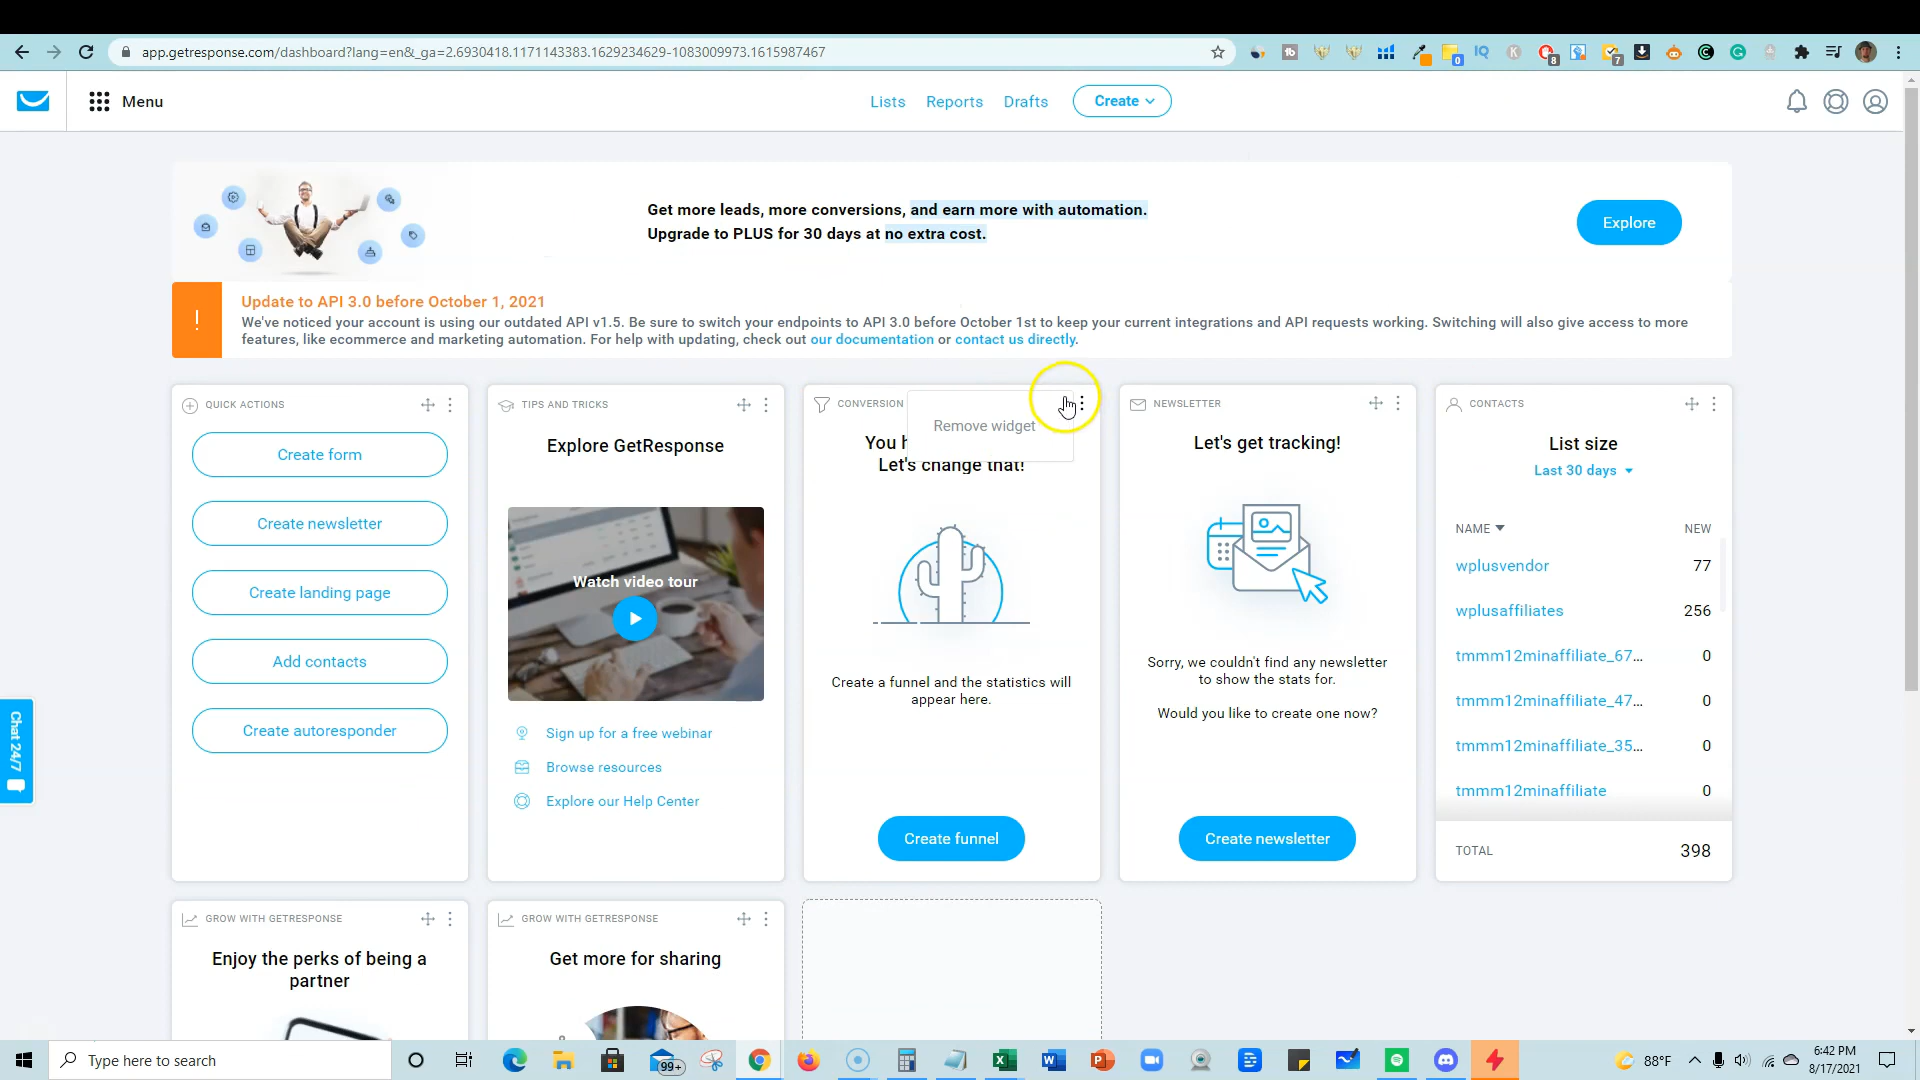 app.getresponse.com/dashboard?lang=en&_ga=2.6930418.1171143383.1629234629-1083009973.1615987467
Menu
Lists
Reports
Drafts
Create
Get more leads, more conversions, and earn more with automation.
Upgrade to PLUS for 30 days at no extra cost.
Explore
!
Update to API 3.0 before October 1, 2021
We've noticed your account is using our outdated API v1.5. Be sure to switch your endpoints to API 3.0 before October 1st to keep your current integrations and API requests working. Switching will also give access to more
features, like ecommerce and marketing automation. For help with updating, check out our documentation or contact us directly.
QUICK ACTIONS
Create form
Create newsletter
Create landing page
Add contacts
Create autoresponder
TIPS AND TRICKS
Explore GetResponse
Watch video tour
Sign up for a free webinar
Browse resources
Explore our Help Center
CONVERSION
Remove widget
You h
Let's change that!
Create a funnel and the statistics will
appear here.
Create funnel
NEWSLETTER
Let's get tracking!
Sorry, we couldn't find any newsletter
to show the stats for.
Would you like to create one now?
Create newsletter
CONTACTS
List size
Last 30 days
NAME NEW
wplusvendor 77
wplusaffiliates 256
tmmm12minaffiliate_67... 0
tmmm12minaffiliate_47... 0
tmmm12minaffiliate_35... 0
tmmm12minaffiliate 0
TOTAL 398
Chat 24/7
GROW WITH GETRESPONSE
Enjoy the perks of being a
partner
GROW WITH GETRESPONSE
Get more for sharing
Type here to search
99+
88°F
6:42 PM
8/17/2021